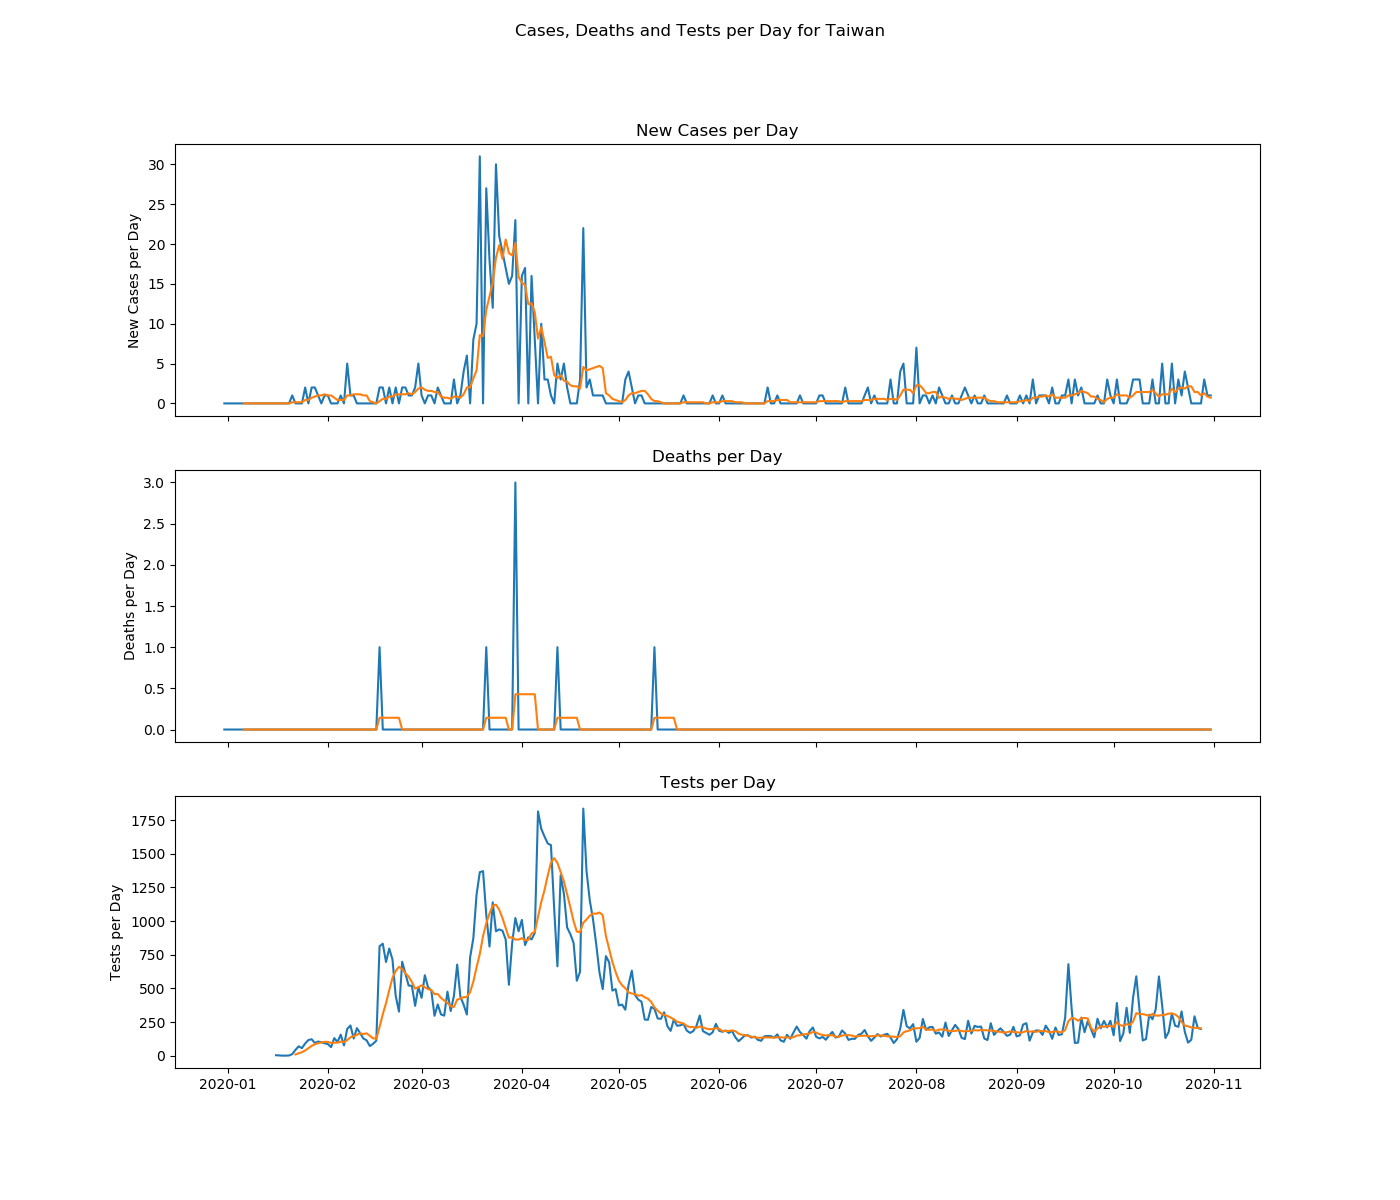 Cases, Deaths and Tests per Day for Taiwan
New Cases per Day
New Cases per Day
30
25
20
15
10
5
0
Deaths per Day
Deaths per Day
3.0
2.5
2.0
1.5
1.0
0.5
0.0
Tests per Day
Tests per Day
1750
1500
1250
1000
750
500
250
0
2020-01 2020-02 2020-03 2020-04 2020-05 2020-06 2020-07 2020-08 2020-09 2020-10 2020-11